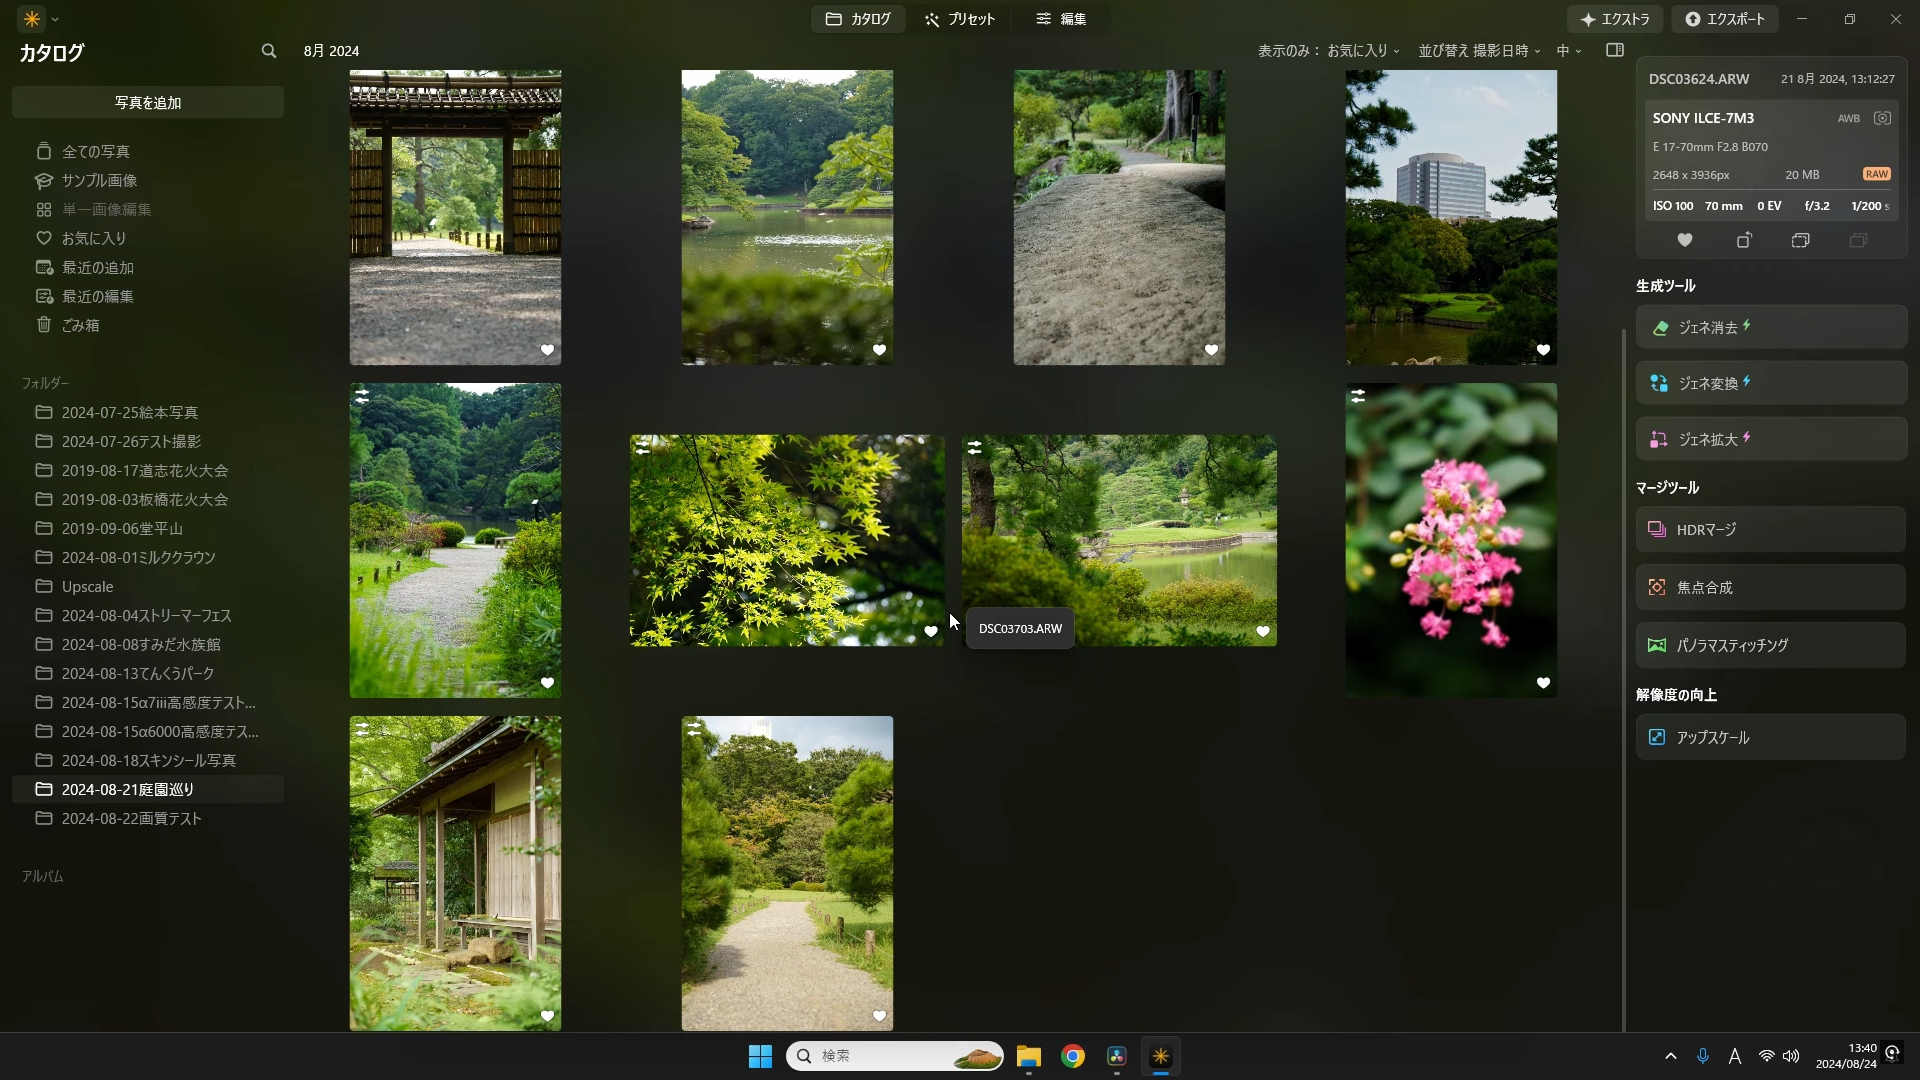 カタログ
プリセット
編集
エクストラ
エクスポート
カタログ
8月 2024
表示のみ： お気に入り
並び替え 撮影日時
中
写真を追加
全ての写真
サンプル画像
単一画像編集
お気に入り
最近の追加
最近の編集
ごみ箱
フォルダー
2024-07-25絵本写真
2024-07-26テスト撮影
2019-08-17道志花火大会
2019-08-03板橋花火大会
2019-09-06堂平山
2024-08-01ミルククラウン
Upscale
2024-08-04ストリーマーフェス
2024-08-08すみだ水族館
2024-08-13てんくうパーク
2024-08-15α7iii高感度テスト...
2024-08-15α6000高感度テス...
2024-08-18スキンシール写真
2024-08-21庭園巡り
2024-08-22画質テスト
アルバム
DSC03703.ARW
DSC03624.ARW
21 8月 2024, 13:12:27
SONY ILCE-7M3
AWB
E 17-70mm F2.8 B070
2648 x 3936px
20 MB
RAW
ISO 100
70 mm
0 EV
f/3.2
1/200 s
生成ツール
ジェネ消去
ジェネ変換
ジェネ拡大
マージツール
HDRマージ
焦点合成
パノラマスティッチング
解像度の向上
アップスケール
検索
A
13:40
2024/08/24